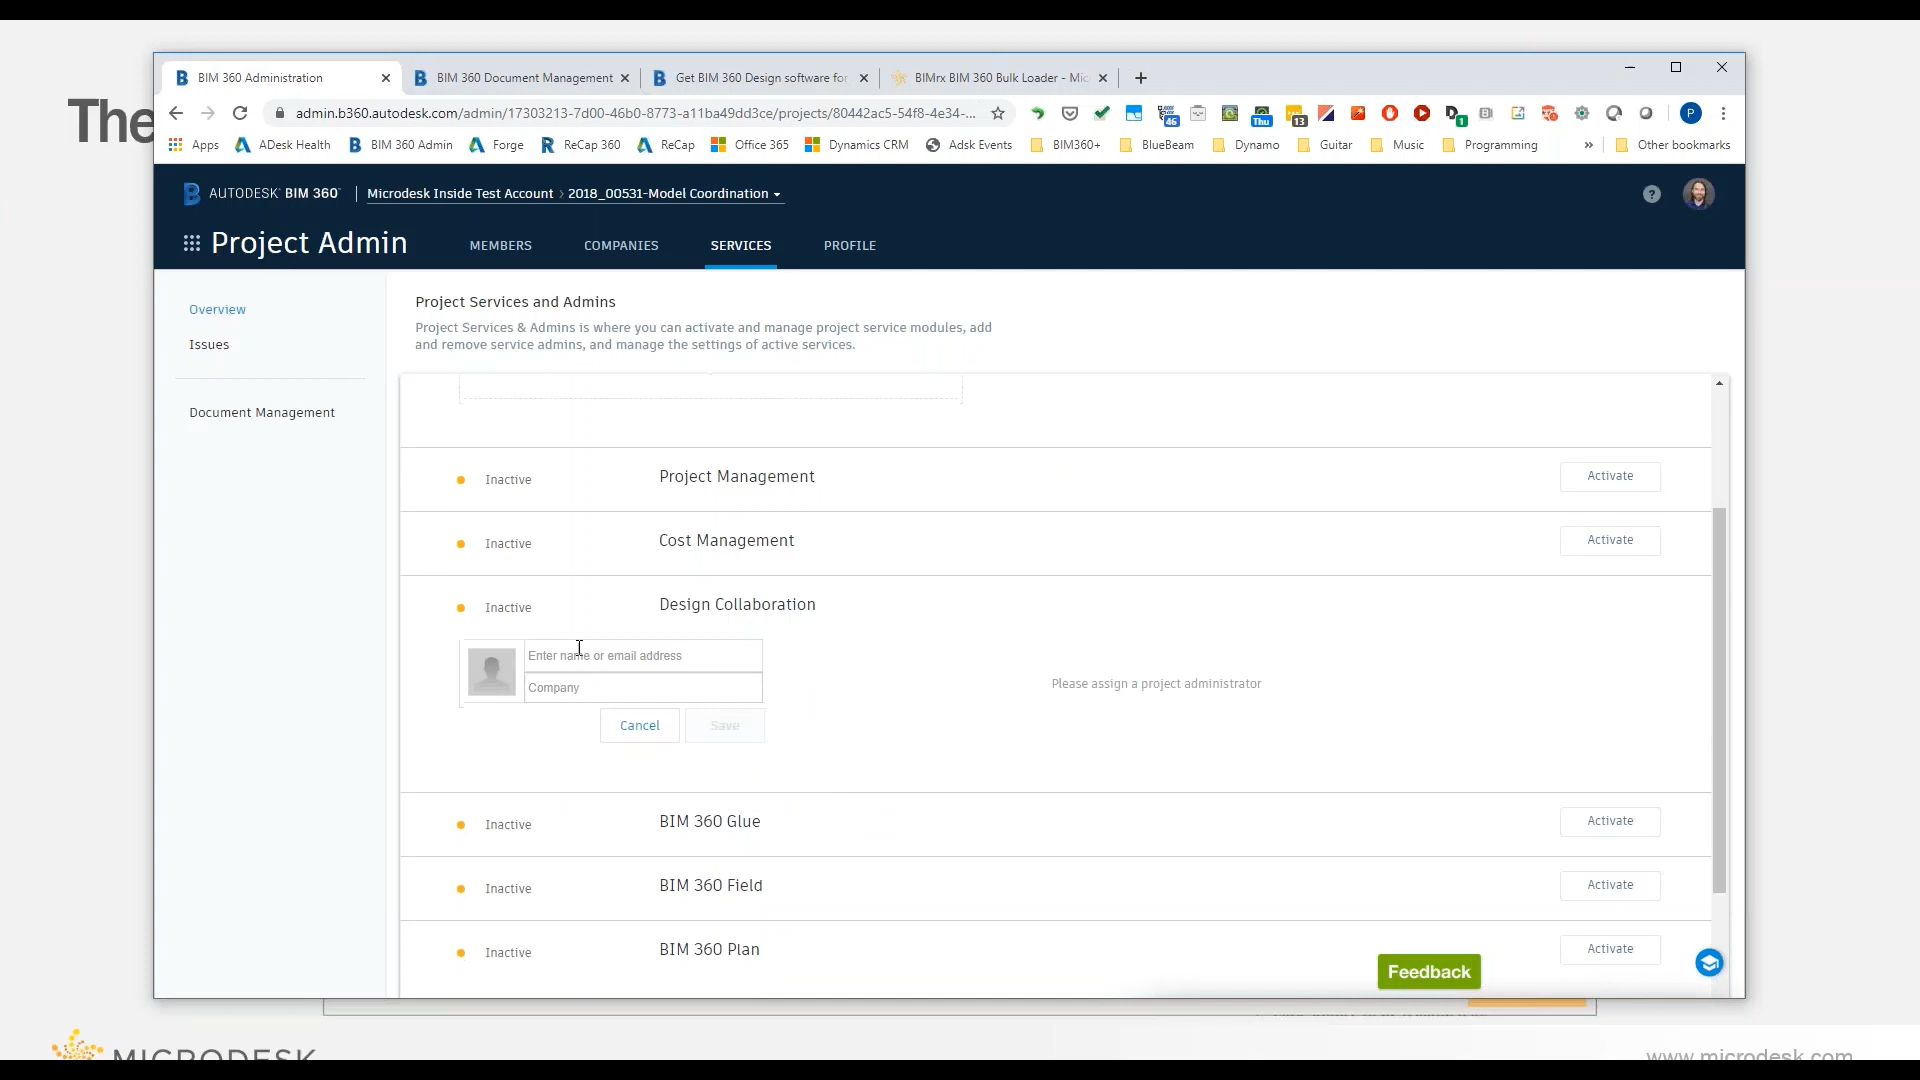 The
BIM 360 Administration
BIM 360 Document Management
Get BIM 360 Design software for
BIMrx BIM 360 Bulk Loader - Mic
admin.b360.autodesk.com/admin/17303213-7d00-46b0-8773-a11ba49dd3ce/projects/80442ac5-54f8-4e34-...
46
Thu
13
1
P
Apps
ADesk Health
BIM 360 Admin
Forge
ReCap 360
ReCap
Office 365
Dynamics CRM
Adsk Events
BIM360+
BlueBeam
Dynamo
Guitar
Music
Programming
»
Other bookmarks
AUTODESK BIM 360
Microdesk Inside Test Account > 2018_00531-Model Coordination
Project Admin
MEMBERS
COMPANIES
SERVICES
PROFILE
Overview
Issues
Document Management
Project Services and Admins
Project Services & Admins is where you can activate and manage project service modules, add
and remove service admins, and manage the settings of active services.
Inactive
Project Management
Activate
Inactive
Cost Management
Activate
Inactive
Design Collaboration
Enter name or email address
Company
Please assign a project administrator
Cancel
Save
Inactive
BIM 360 Glue
Activate
Inactive
BIM 360 Field
Activate
Inactive
BIM 360 Plan
Activate
Feedback
MICRODESK
www.microdesk.com